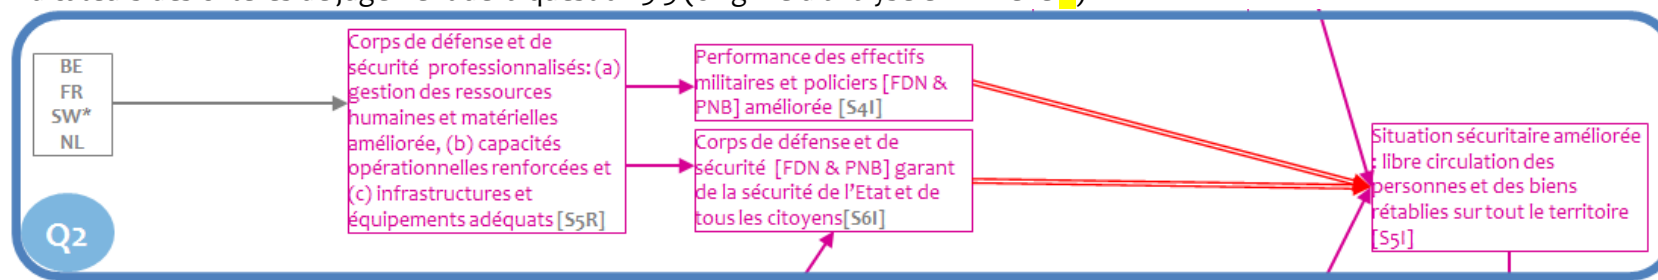 BE
FR
SW*
NL
Corps de défense et de
sécurité professionnalisés: (a)
gestion des ressources
humaines et matérielles
améliorée, (b) capacités
opérationnelles renforcées et
(c) infrastructures et
équipements adéquats [S5R]
Performance des effectifs
militaires et policiers [FDN &
PNB] améliorée [S4I]
Corps de défense et de
sécurité [FDN & PNB] garant
de la sécurité de l'Etat et de
tous les citoyens[S6I]
Situation sécuritaire améliorée
: libre circulation des
personnes et des biens
rétablies sur tout le territoire
[S5I]
Q2